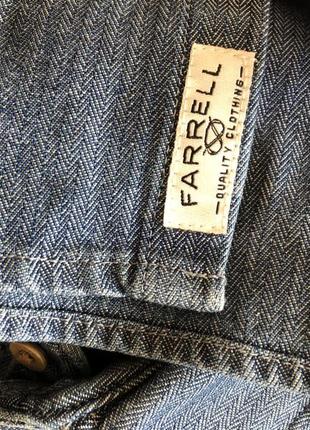 FARRELL
— QUALITY CLOTHING —